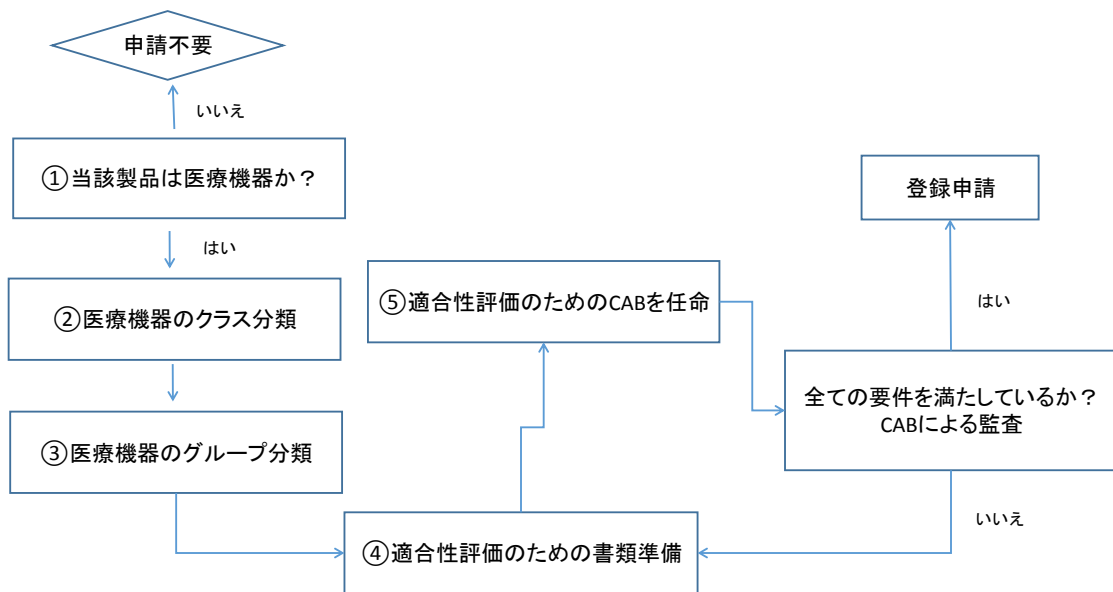 申請不要
いいえ
①当該製品は医療機器か？
はい
②医療機器のクラス分類
③医療機器のグループ分類
④適合性評価のための書類準備
⑤適合性評価のためのCABを任命
全ての要件を満たしているか？
CABによる監査
はい
登録申請
いいえ